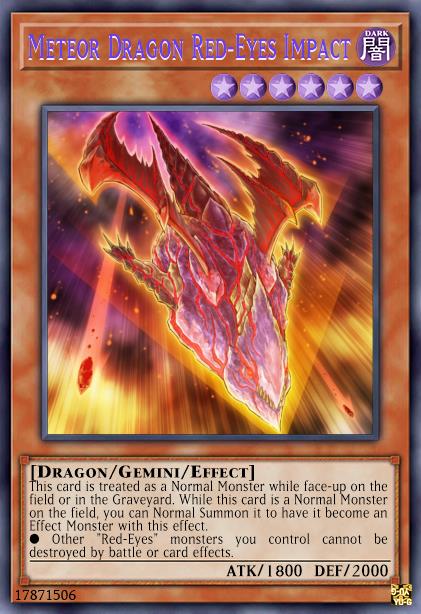 Meteor Dragon Red-Eyes Impact
DARK
闇
[Dragon/Gemini/Effect]
This card is treated as a Normal Monster while face-up on the
field or in the Graveyard. While this card is a Normal Monster
on the field, you can Normal Summon it to have it become an
Effect Monster with this effect.
● Other "Red-Eyes" monsters you control cannot be
destroyed by battle or card effects.
ATK/1800 DEF/2000
17871506